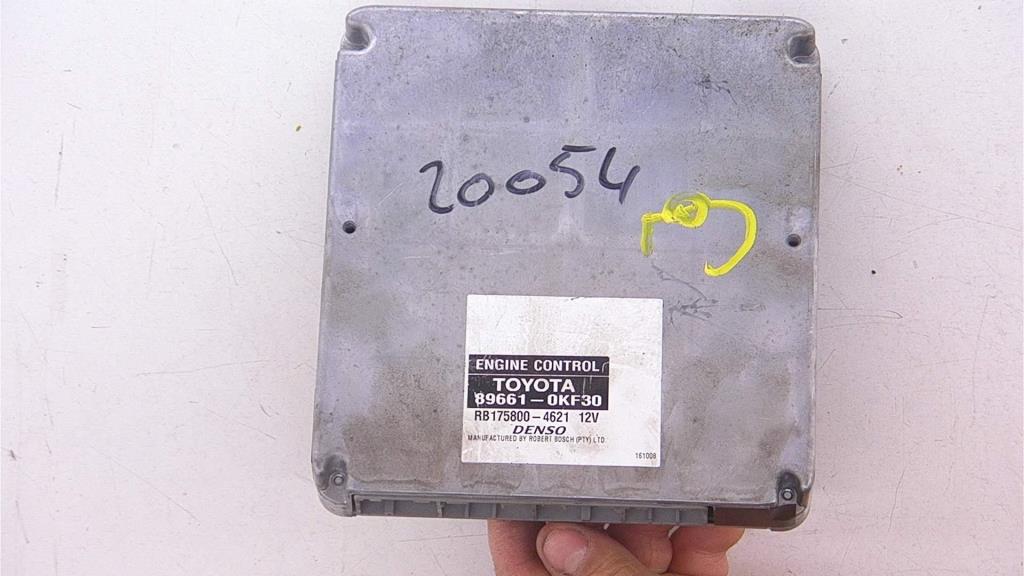 20054
ENGINE CONTROL
TOYOTA
89661-0KF30
RB175800-4621 12V
DENSO
MANUFACTURED BY ROBERT BOSCH (PTY) LTD.
161008